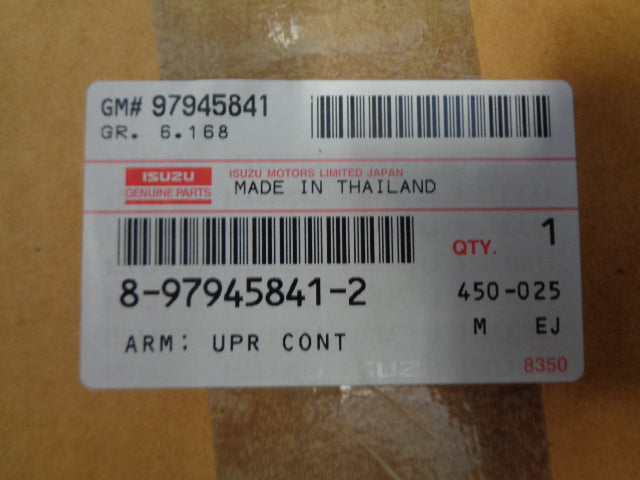 GM# 97945841
GR. 6.168
ISUZU
GENUINE PARTS
ISUZU MOTORS LIMITED JAPAN
MADE IN THAILAND
QTY. 1
8-97945841-2
450-025
ARM; UPR CONT
M EJ
8350